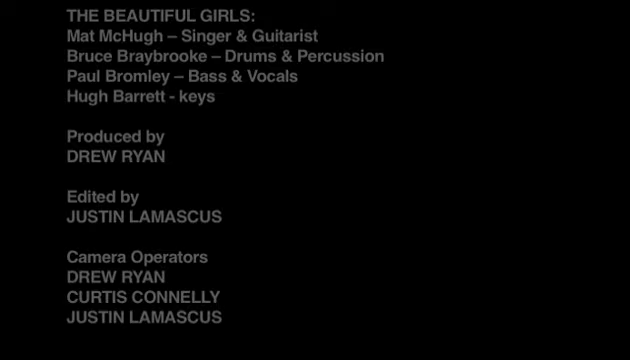 THE BEAUTIFUL GIRLS:
Mat McHugh – Singer & Guitarist
Bruce Braybrooke – Drums & Percussion
Paul Bromley – Bass & Vocals
Hugh Barrett - keys
Produced by
DREW RYAN
Edited by
JUSTIN LAMASCUS
Camera Operators
DREW RYAN
CURTIS CONNELLY
JUSTIN LAMASCUS